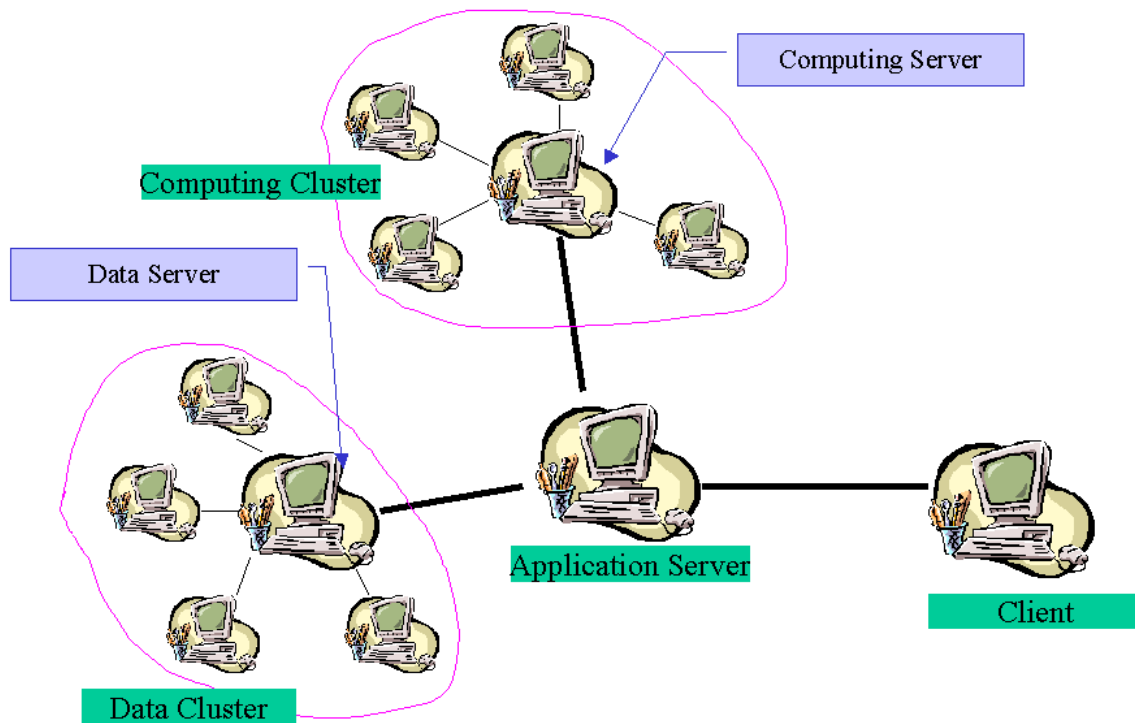 Computing Server
Computing Cluster
Data Server
Application Server
Client
Data Cluster